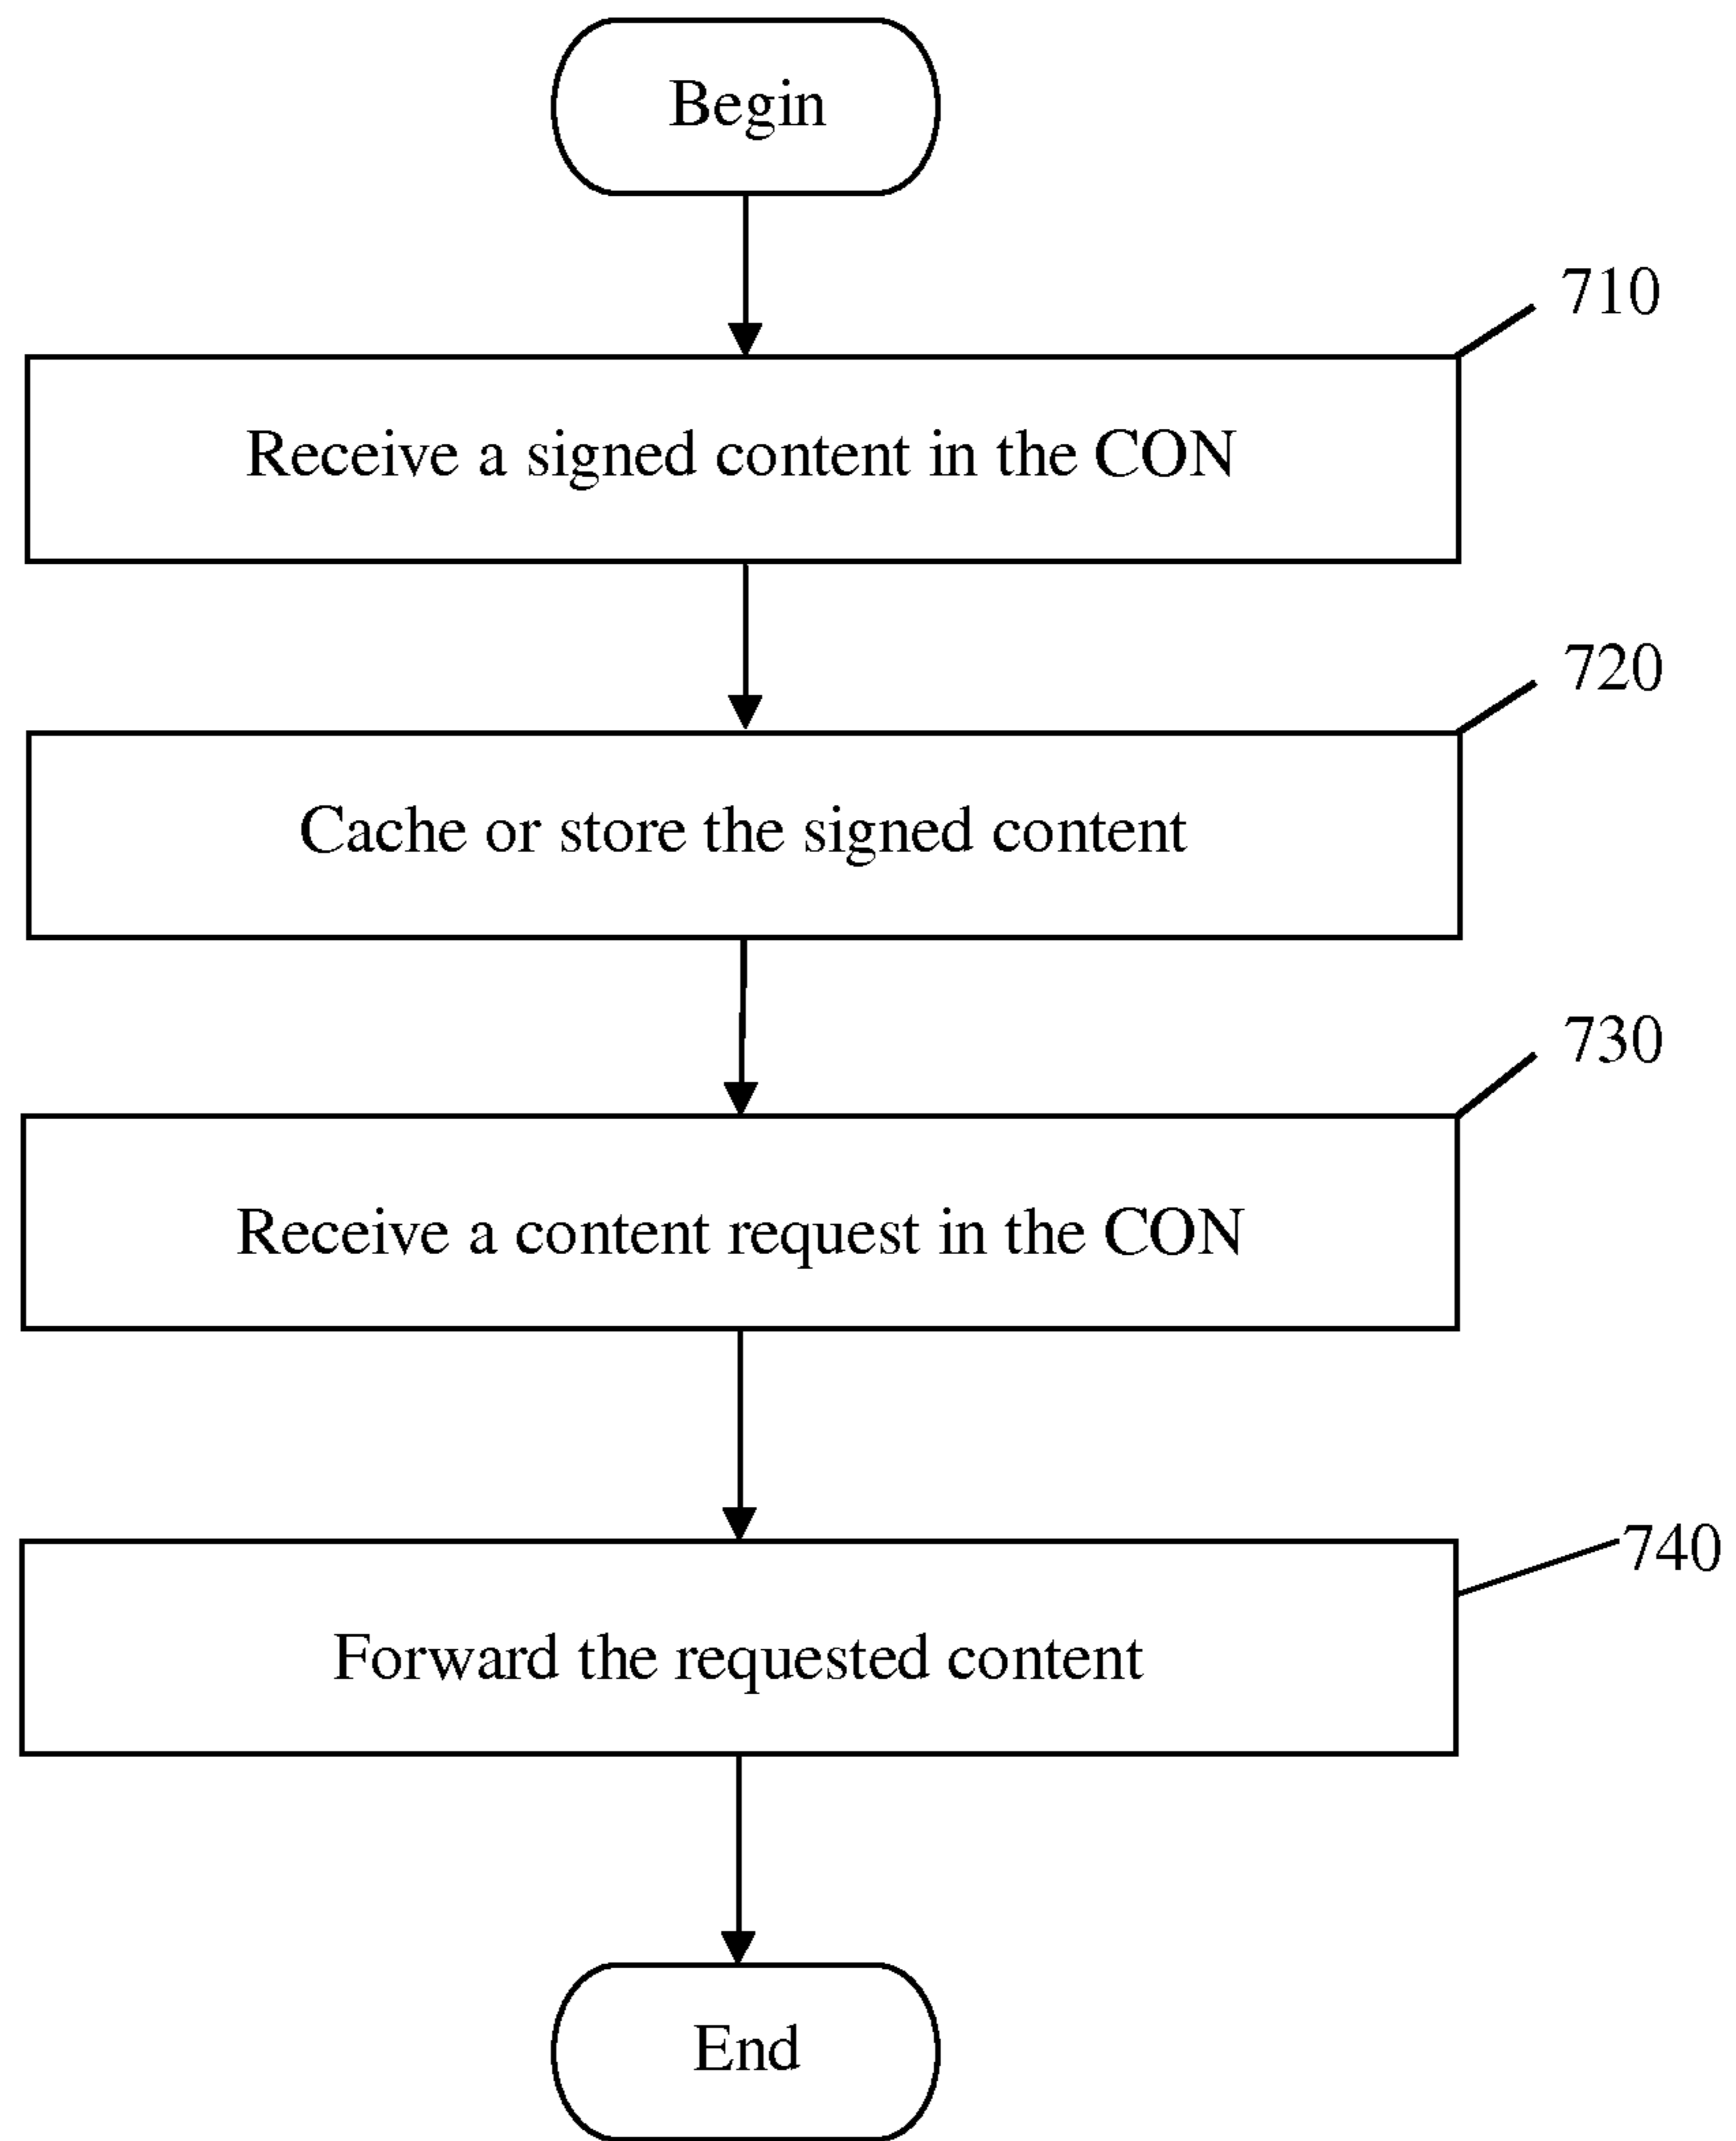 Begin
710
Receive a signed content in the CON
720
Cache or store the signed content
730
Receive a content request in the CON
740
Forward the requested content
End